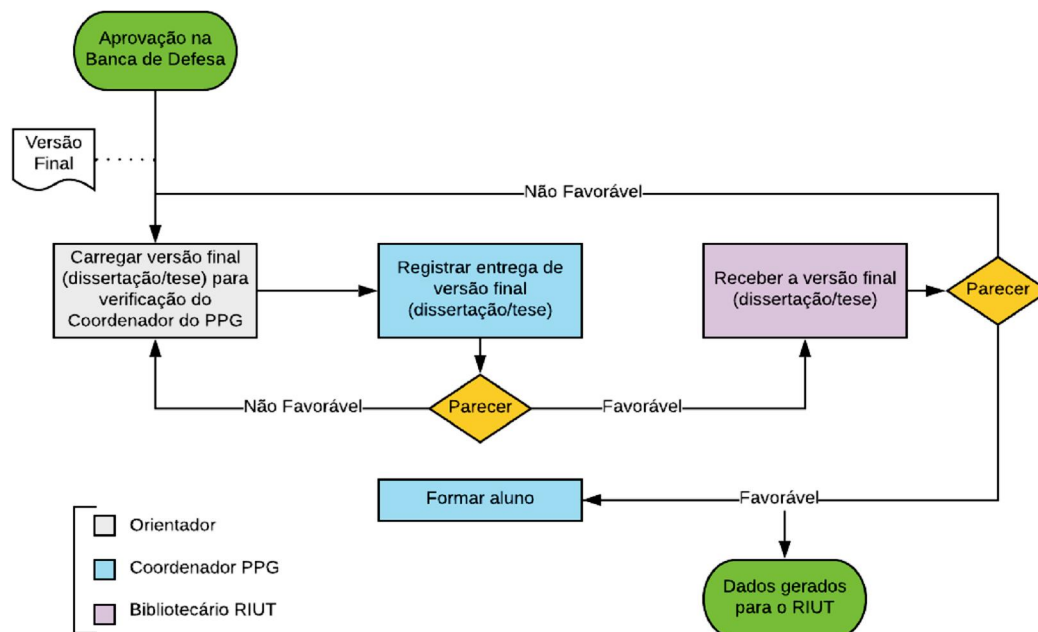 Aprovação na
Banca de Defesa
Versão
Final
Não Favorável
Carregar versão final
(dissertação/tese) para
verificação do
Coordenador do PPG
Registrar entrega de
versão final
(dissertação/tese)
Receber a versão final
(dissertação/tese)
Parecer
Não Favorável
Parecer
Favorável
Formar aluno
Favorável
Orientador
Coordenador PPG
Bibliotecário RIUT
Dados gerados
para o RIUT